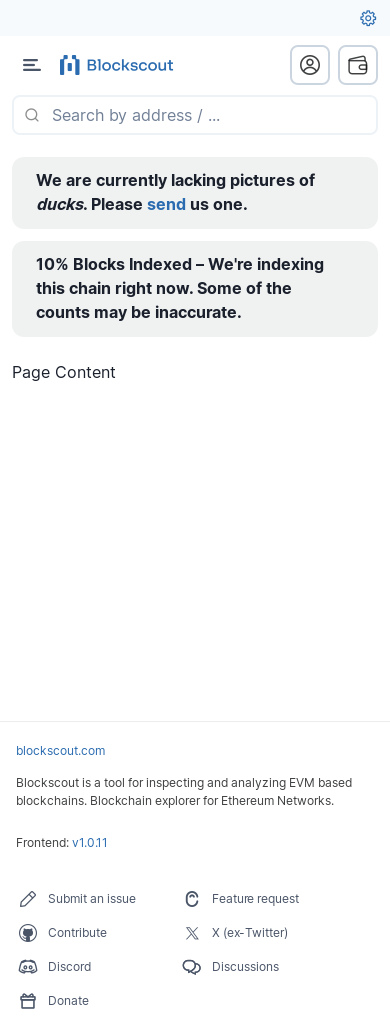 Blockscout
Search by address / ...
We are currently lacking pictures of
ducks. Please send us one.
10% Blocks Indexed – We're indexing
this chain right now. Some of the
counts may be inaccurate.
Page Content
blockscout.com
Blockscout is a tool for inspecting and analyzing EVM based
blockchains. Blockchain explorer for Ethereum Networks.
Frontend: v1.0.11
Submit an issue
Feature request
Contribute
X (ex-Twitter)
Discord
Discussions
Donate